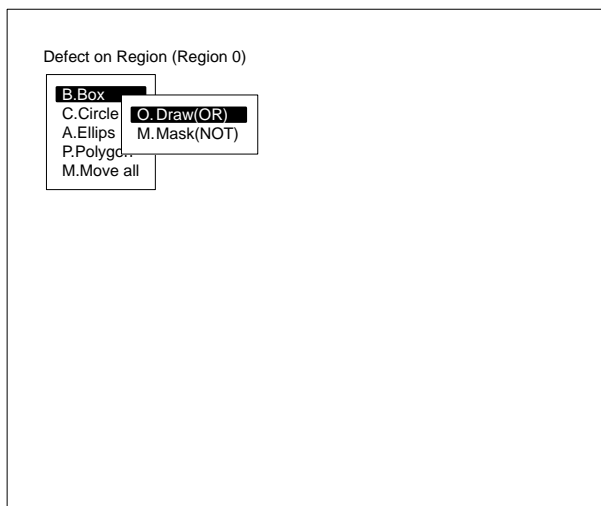 Defect on Region (Region 0)
B.Box
C.Circle
A.Ellips
P.Polygon
M.Move all
O.Draw(OR)
M.Mask(NOT)